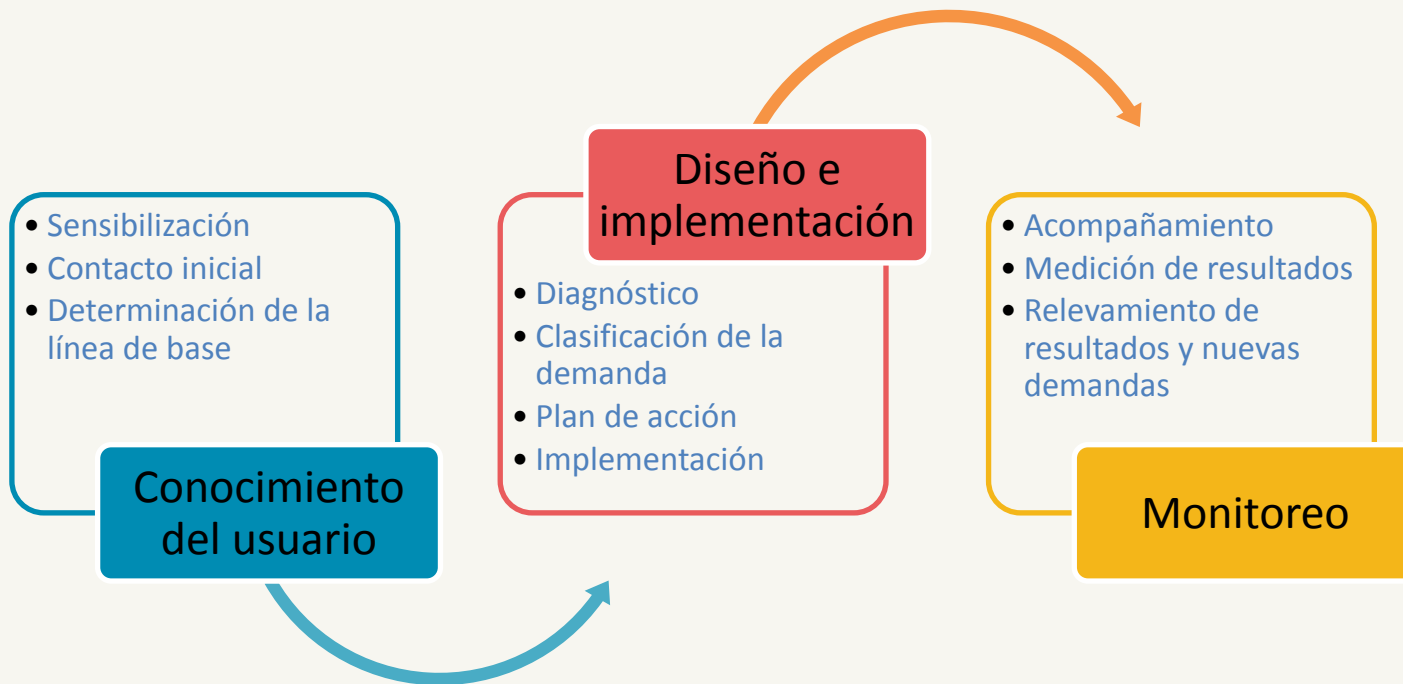 • Sensibilización
• Contacto inicial
• Determinación de la
línea de base
Conocimiento
del usuario
Diseño e
implementación
• Diagnóstico
• Clasificación de la
demanda
• Plan de acción
• Implementación
• Acompañamiento
• Medición de resultados
• Relevamiento de
resultados y nuevas
demandas
Monitoreo